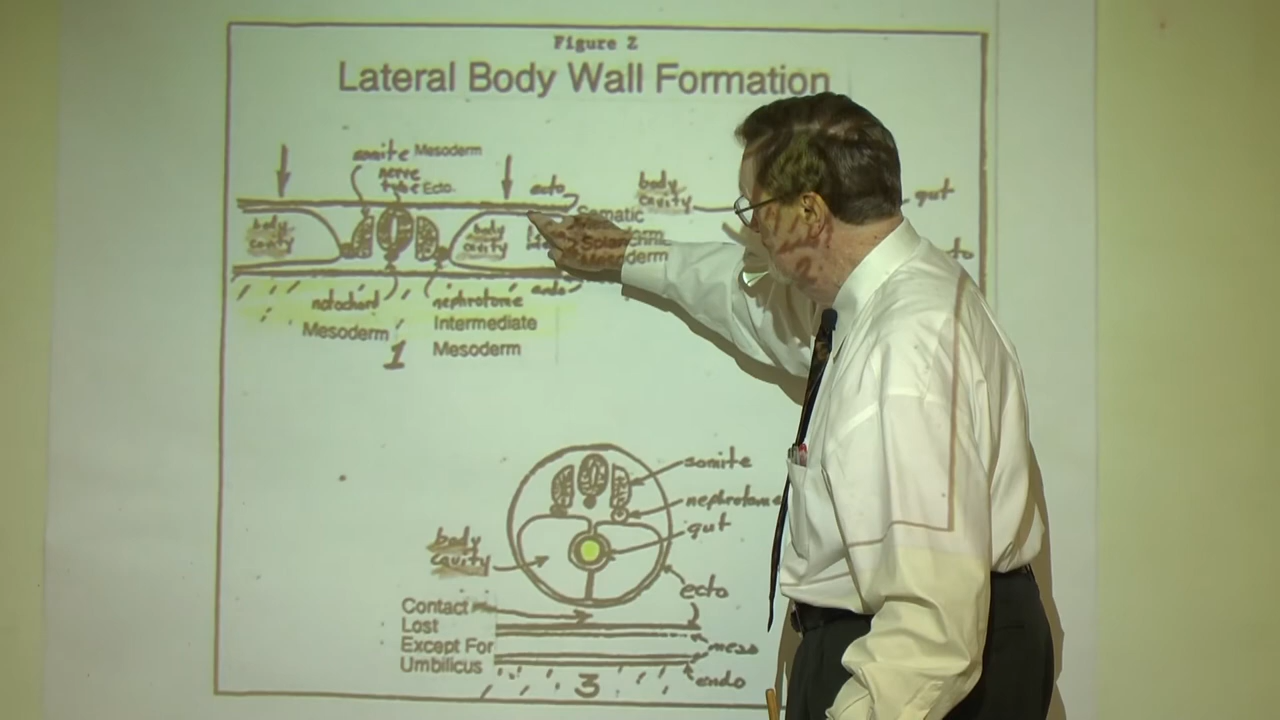 Figure 2
Lateral Body Wall Formation
somite Mesoderm
nerve
tube Ecto.
ecto
body
cavity
gut
body
cavity
body
cavity
Somatic
Splanchnic
Mesoderm
notochord
nephrotome
endo
Mesoderm
Intermediate
Mesoderm
1
somite
nephrotome
gut
body
cavity
ecto
Contact
Lost
Except For
Umbilicus
meso
endo
3